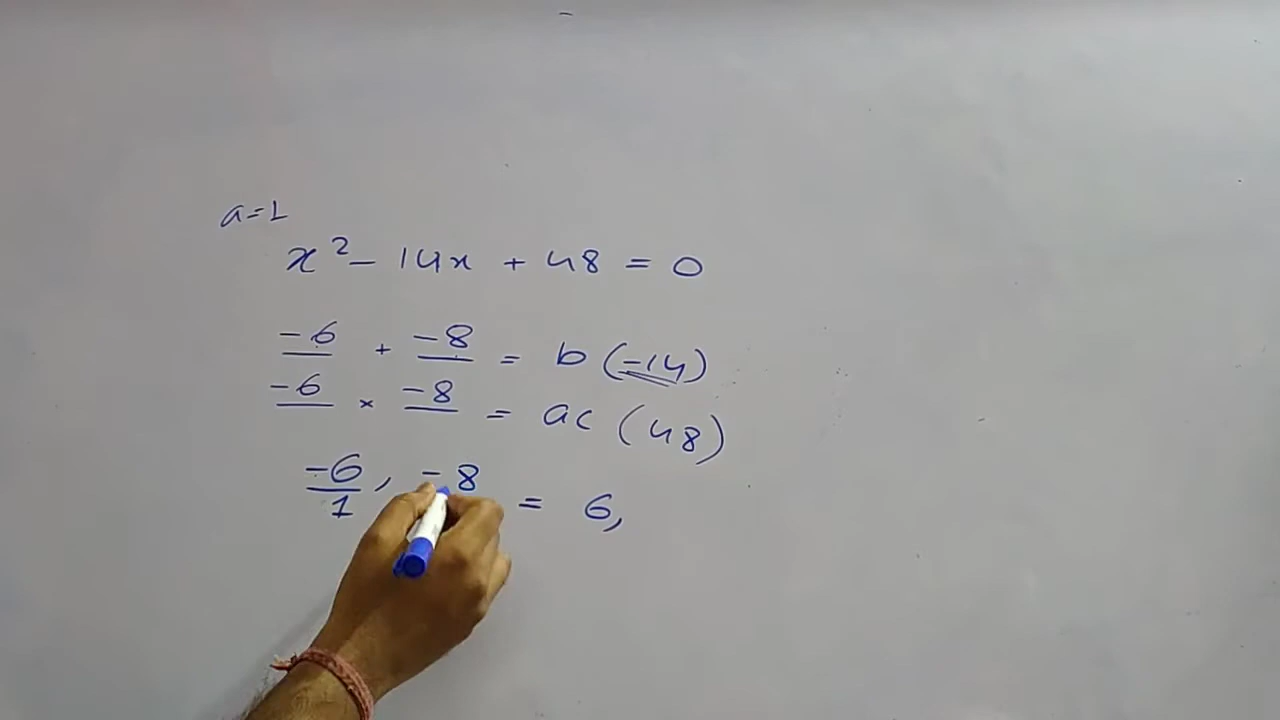 a=1
x² - 14x + 48 = 0
-6 + -8 = b (-14)
-6 × -8 = ac (48)
-6/1, -8 = 6,